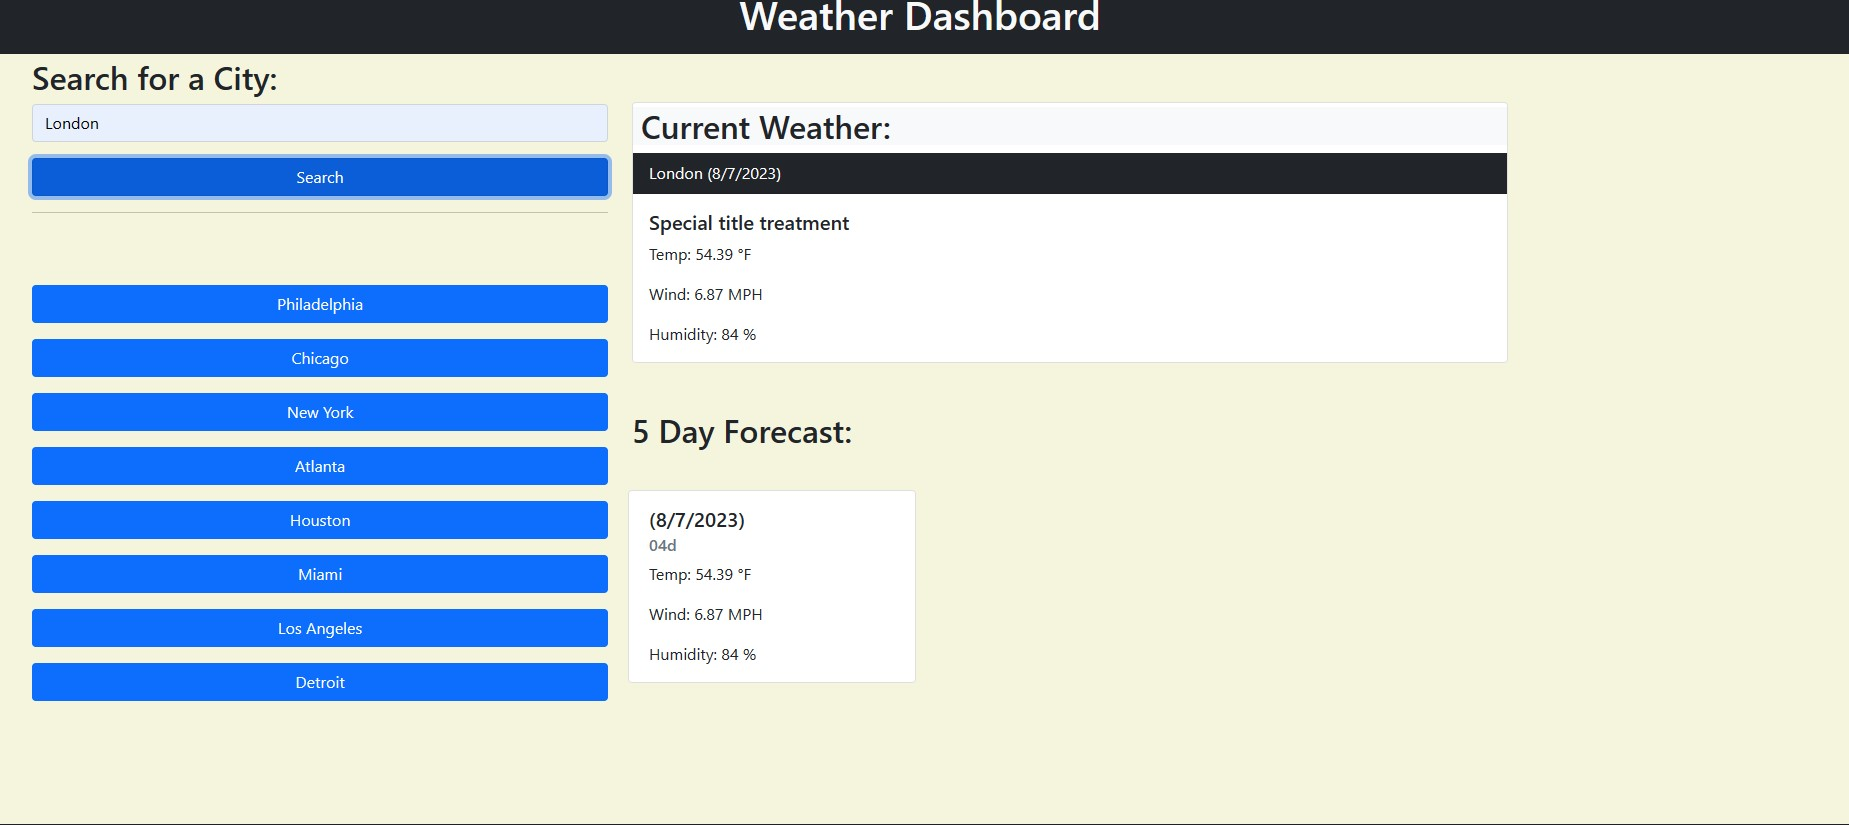 Weather Dashboard
Search for a City:
London
Search
Philadelphia
Chicago
New York
Atlanta
Houston
Miami
Los Angeles
Detroit
Current Weather:
London (8/7/2023)
Special title treatment
Temp: 54.39 °F
Wind: 6.87 MPH
Humidity: 84 %
5 Day Forecast:
(8/7/2023)
04d
Temp: 54.39 °F
Wind: 6.87 MPH
Humidity: 84 %